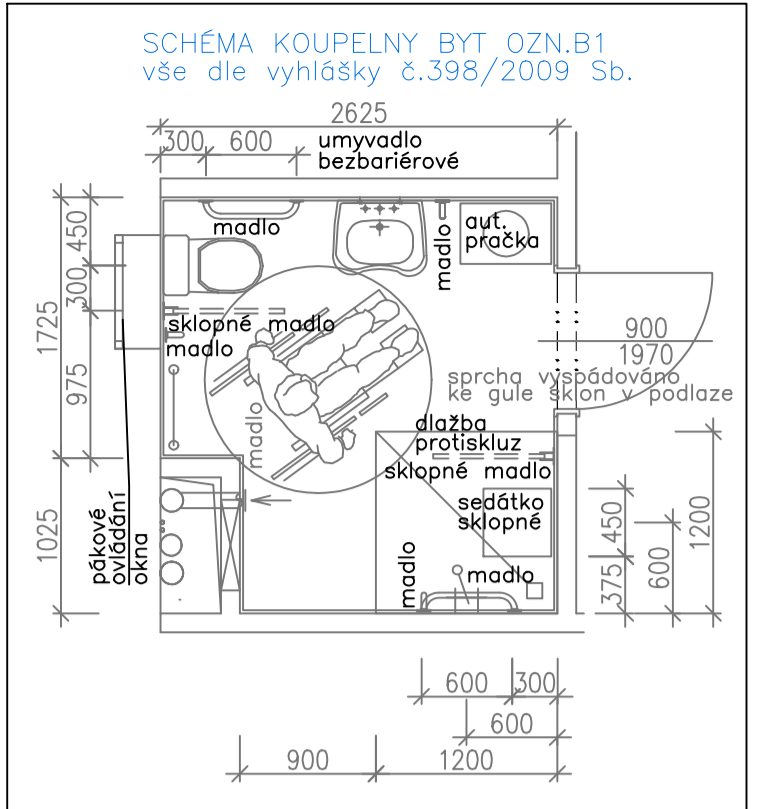 SCHÉMA KOUPELNY BYT OZN.B1
vše dle vyhlášky č.398/2009 Sb.
2625
300
600
umyvadlo
bezbariérové
450
300
1725
975
1025
madlo
madlo
aut.
pračka
sklopné madlo
madlo
madlo
900
1970
sprcha vyspádováno
ke gule sklon v podlaze
dlažba
protiskluz
sklopné madlo
sedátko
sklopné
madlo
madlo
pákové
ovládání
okna
450
375
600
1200
600
300
600
900
1200